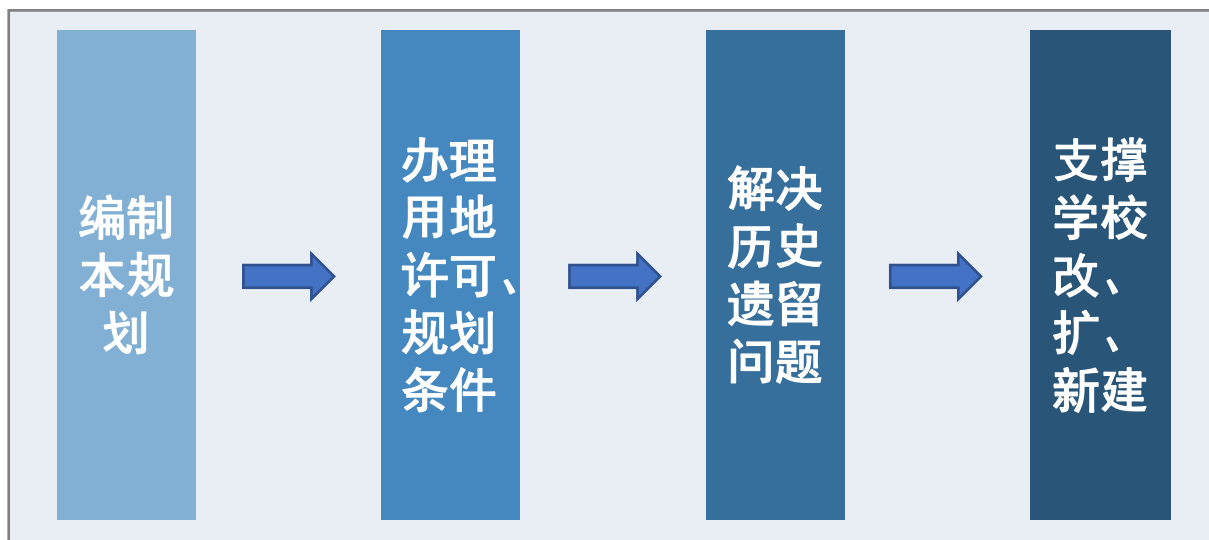 编制
本规
划
办理
用地
许可、
规划
条件
解决
历史
遗留
问题
支撑
学校
改、
扩、
新建